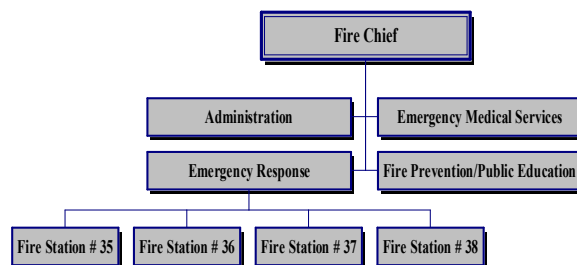 Fire Chief
Administration
Emergency Medical Services
Emergency Response
Fire Prevention/Public Education
Fire Station # 35
Fire Station # 36
Fire Station # 37
Fire Station # 38